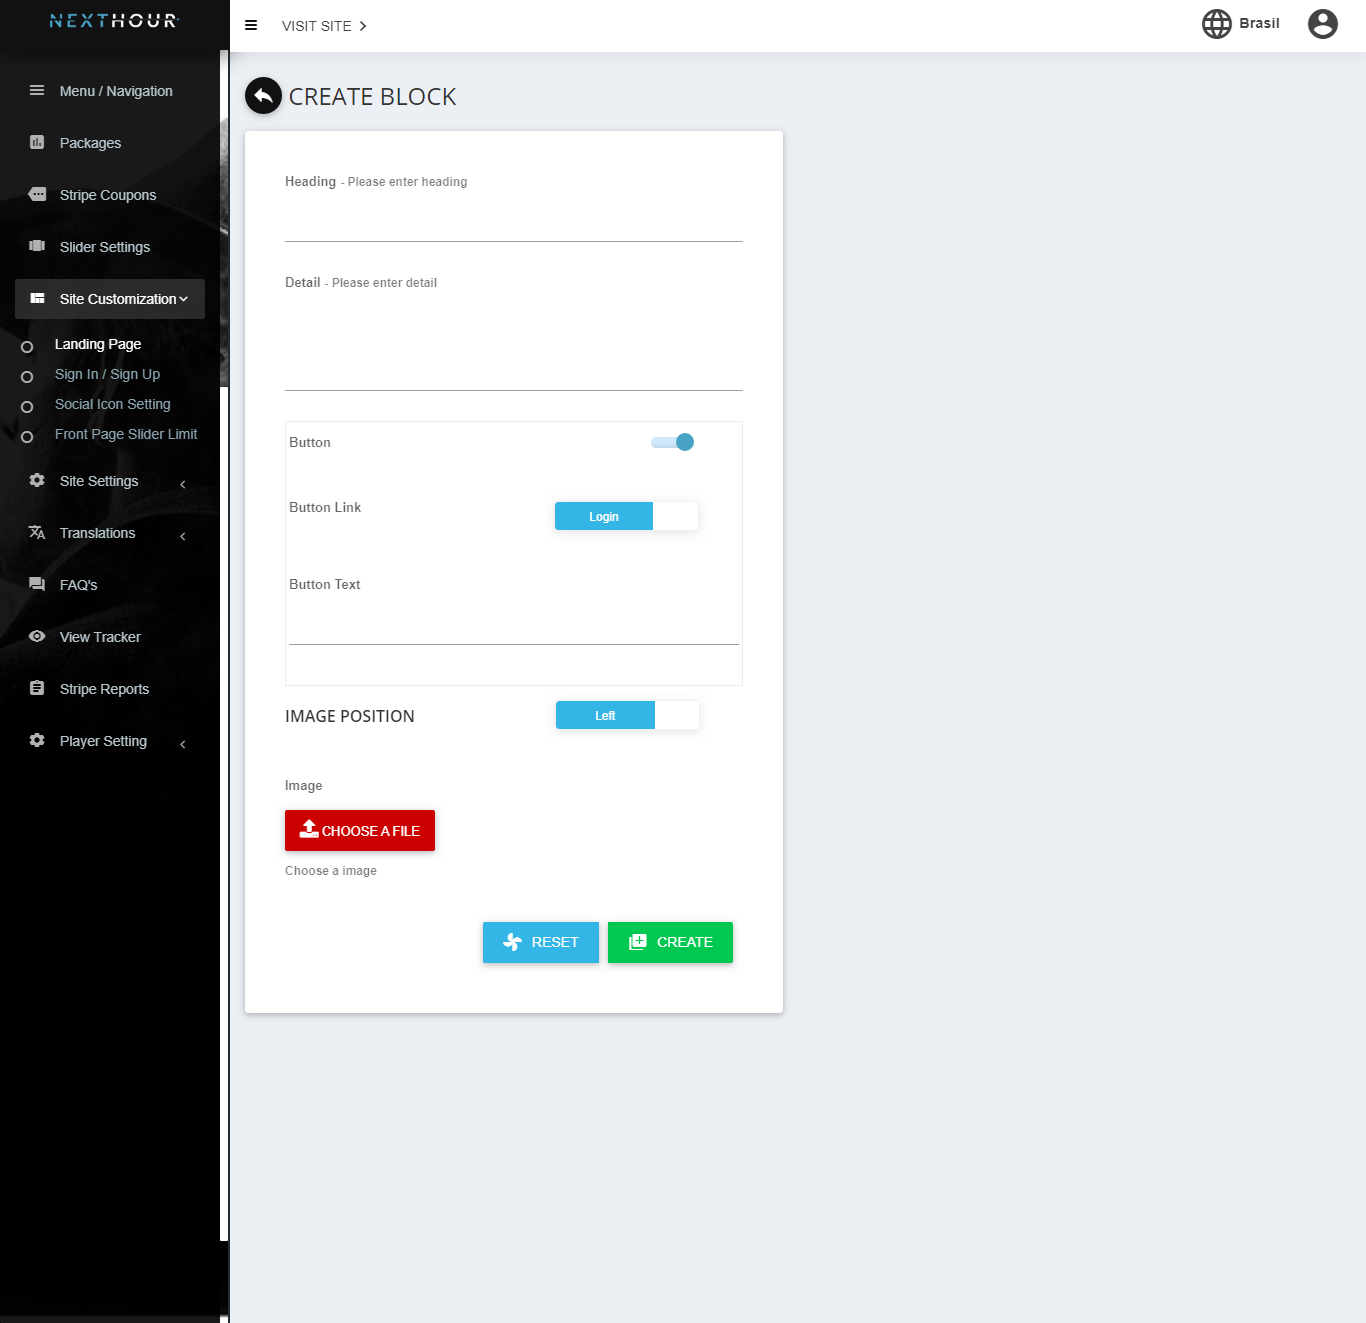 NEXTHOUR
VISIT SITE
Brasil
Menu / Navigation
Packages
Stripe Coupons
Slider Settings
Site Customization
Landing Page
Sign In / Sign Up
Social Icon Setting
Front Page Slider Limit
Site Settings
Translations
FAQ's
View Tracker
Stripe Reports
Player Setting
CREATE BLOCK
Heading - Please enter heading
Detail - Please enter detail
Button
Button Link
Login
Button Text
IMAGE POSITION
Left
Image
CHOOSE A FILE
Choose a image
RESET
CREATE